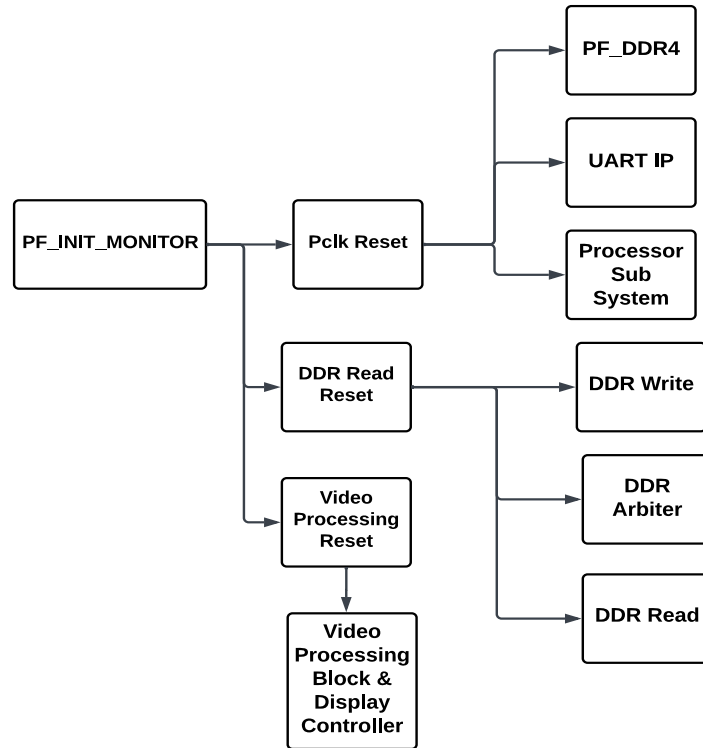 PF_DDR4
UART IP
PF_INIT_MONITOR
Pclk Reset
Processor
Sub
System
DDR Read
Reset
DDR Write
Video
Processing
Reset
DDR
Arbiter
DDR Read
Video
Processing
Block &
Display
Controller